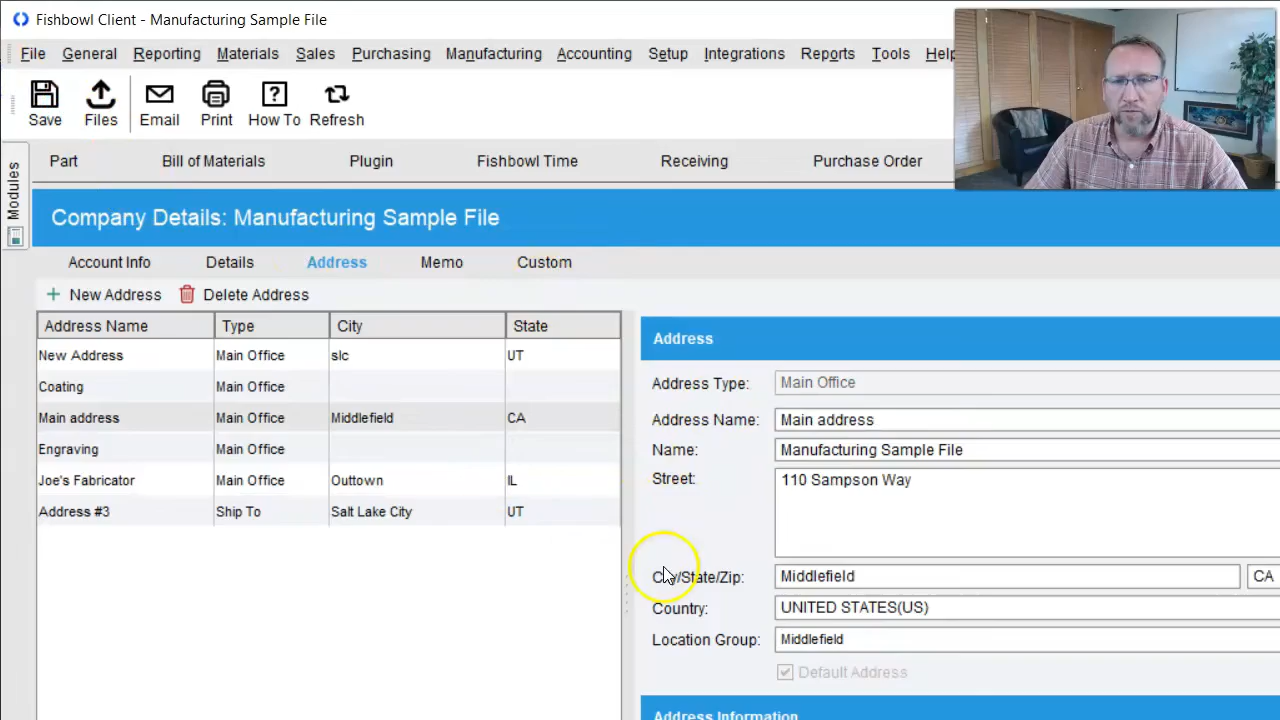 Fishbowl Client - Manufacturing Sample File
File General Reporting Materials Sales Purchasing Manufacturing Accounting Setup Integrations Reports Tools Help
Save Files Email Print How To Refresh
Modules
Part Bill of Materials Plugin Fishbowl Time Receiving Purchase Order
Company Details: Manufacturing Sample File
Account Info Details Address Memo Custom
New Address Delete Address
Address Name Type City State
New Address Main Office slc UT
Coating Main Office
Main address Main Office Middlefield CA
Engraving Main Office
Joe's Fabricator Main Office Outtown IL
Address #3 Ship To Salt Lake City UT
Address
Address Type: Main Office
Address Name: Main address
Name: Manufacturing Sample File
Street: 110 Sampson Way
City/State/Zip: Middlefield CA
Country: UNITED STATES(US)
Location Group: Middlefield
Default Address
Address Information